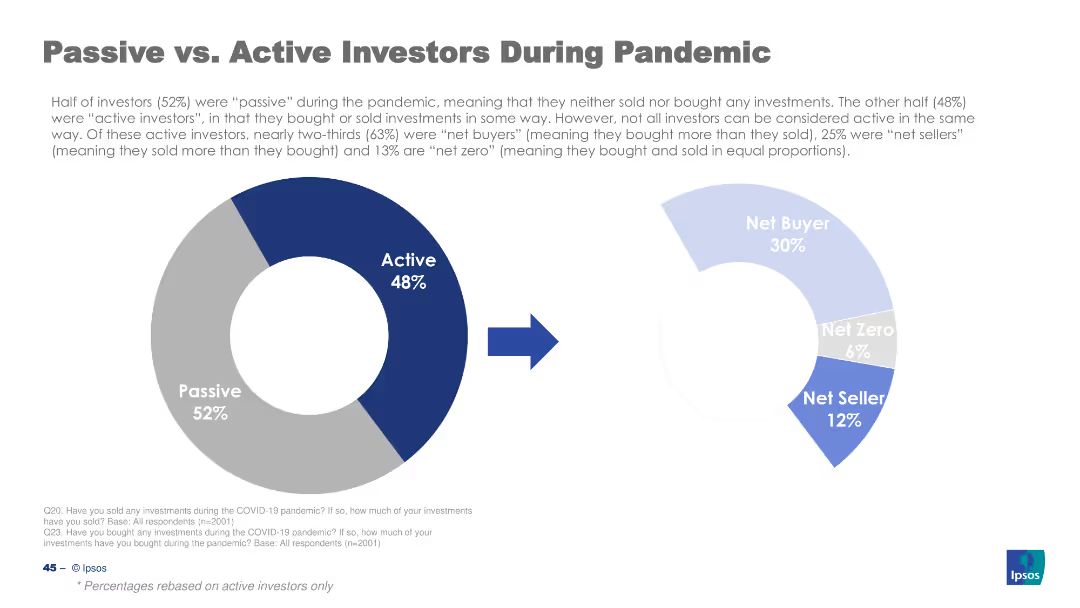 Passive vs. Active Investors During Pandemic
Half of investors (52%) were “passive” during the pandemic, meaning that they neither sold nor bought any investments. The other half (48%)
were “active investors”, in that they bought or sold investments in some way. However, not all investors can be considered active in the same
way. Of these active investors, nearly two-thirds (63%) were “net buyers” (meaning they bought more than they sold), 25% were “net sellers”
(meaning they sold more than they bought) and 13% are “net zero” (meaning they bought and sold in equal proportions).
Active
48%
Passive
52%
Net Buyer
30%
Net Zero
6%
Net Seller
12%
Q20. Have you sold any investments during the COVID-19 pandemic? If so, how much of your investments
have you sold? Base: All respondents (n=2001)
Q23. Have you bought any investments during the COVID-19 pandemic? If so, how much of your
investments have you bought during the pandemic? Base: All respondents (n=2001)
45 – © Ipsos
* Percentages rebased on active investors only
Ipsos